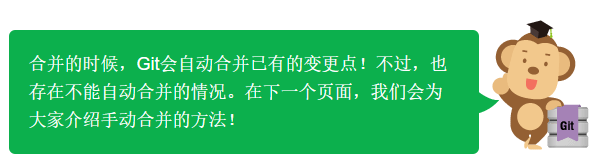 合并的时候，Git会自动合并已有的变更点！不过，也
存在不能自动合并的情况。在下一个页面，我们会为
大家介绍手动合并的方法！
Git